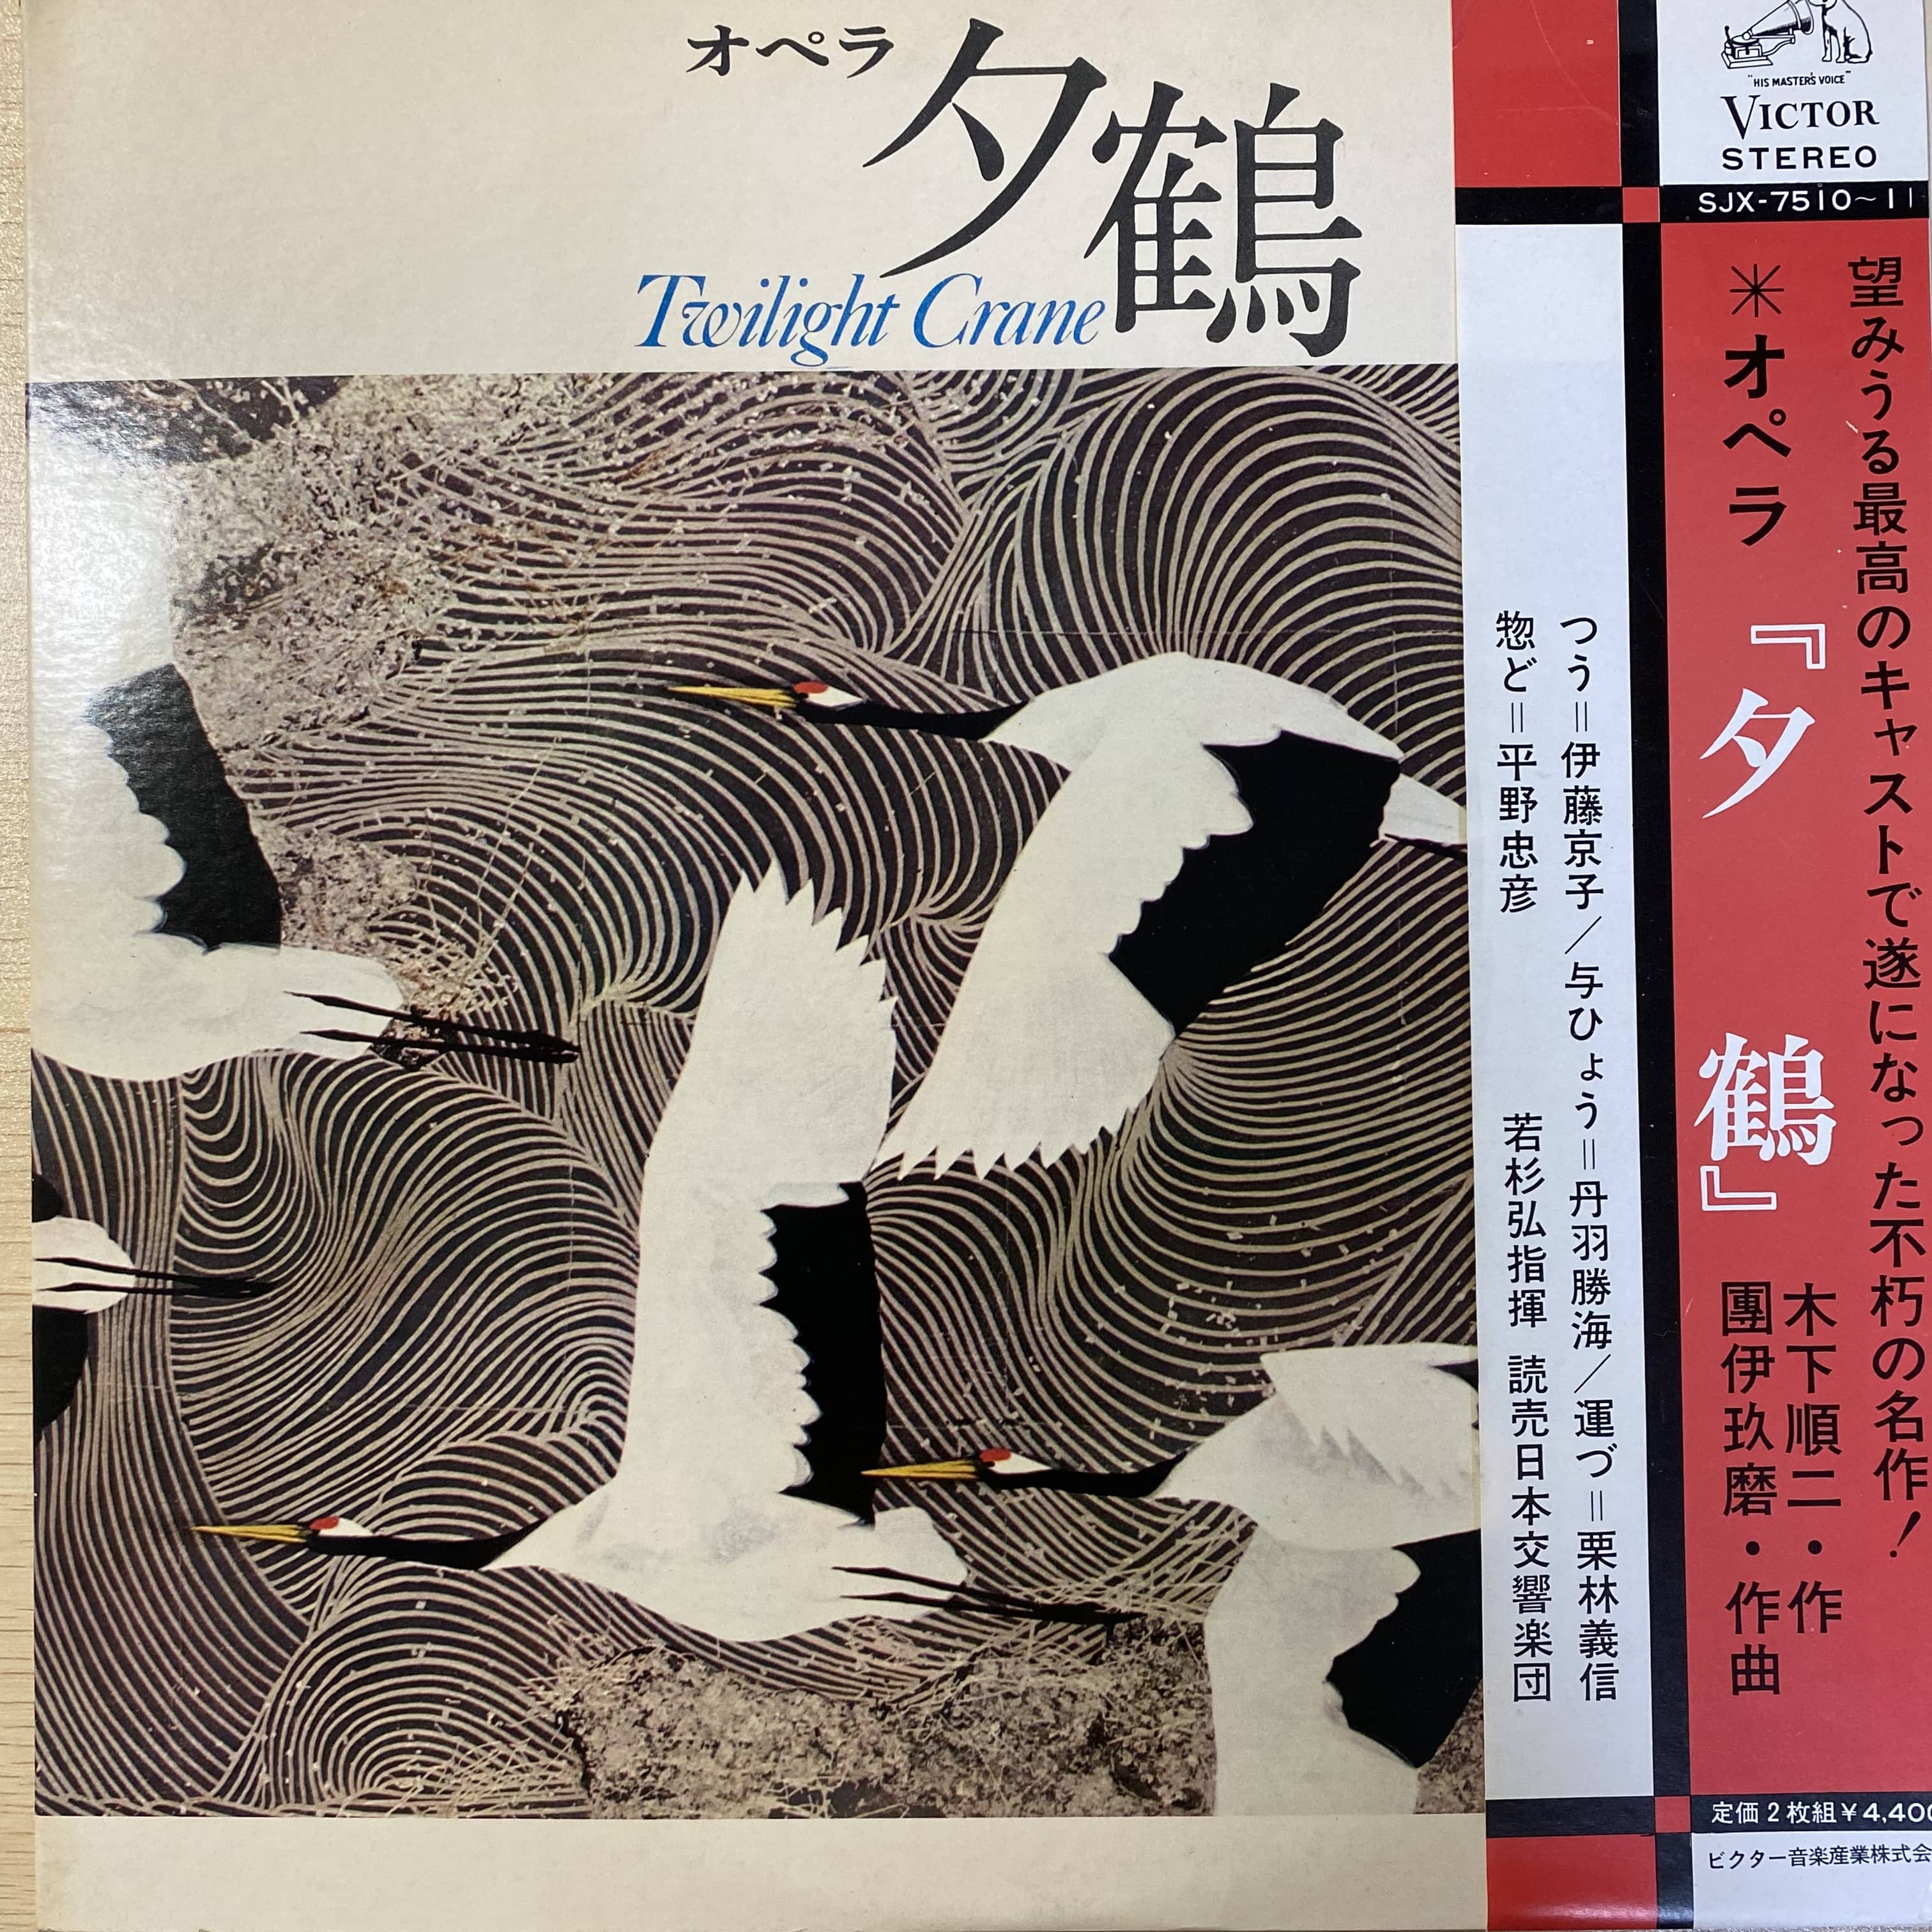 オペラ
夕鶴
Twilight Crane
"HIS MASTER'S VOICE"
VICTOR
STEREO
SJX-7510~11
望みうる最高のキャストで遂になった不朽の名作!
＊オペラ『夕鶴』
木下順二・作
團伊玖磨・作曲
つう=伊藤京子/与ひょう=丹羽勝海/運づ=栗林義信
惣ど=平野忠彦 若杉弘指揮 読売日本交響楽団
定価2枚組¥4,400
ビクター音楽産業株式会